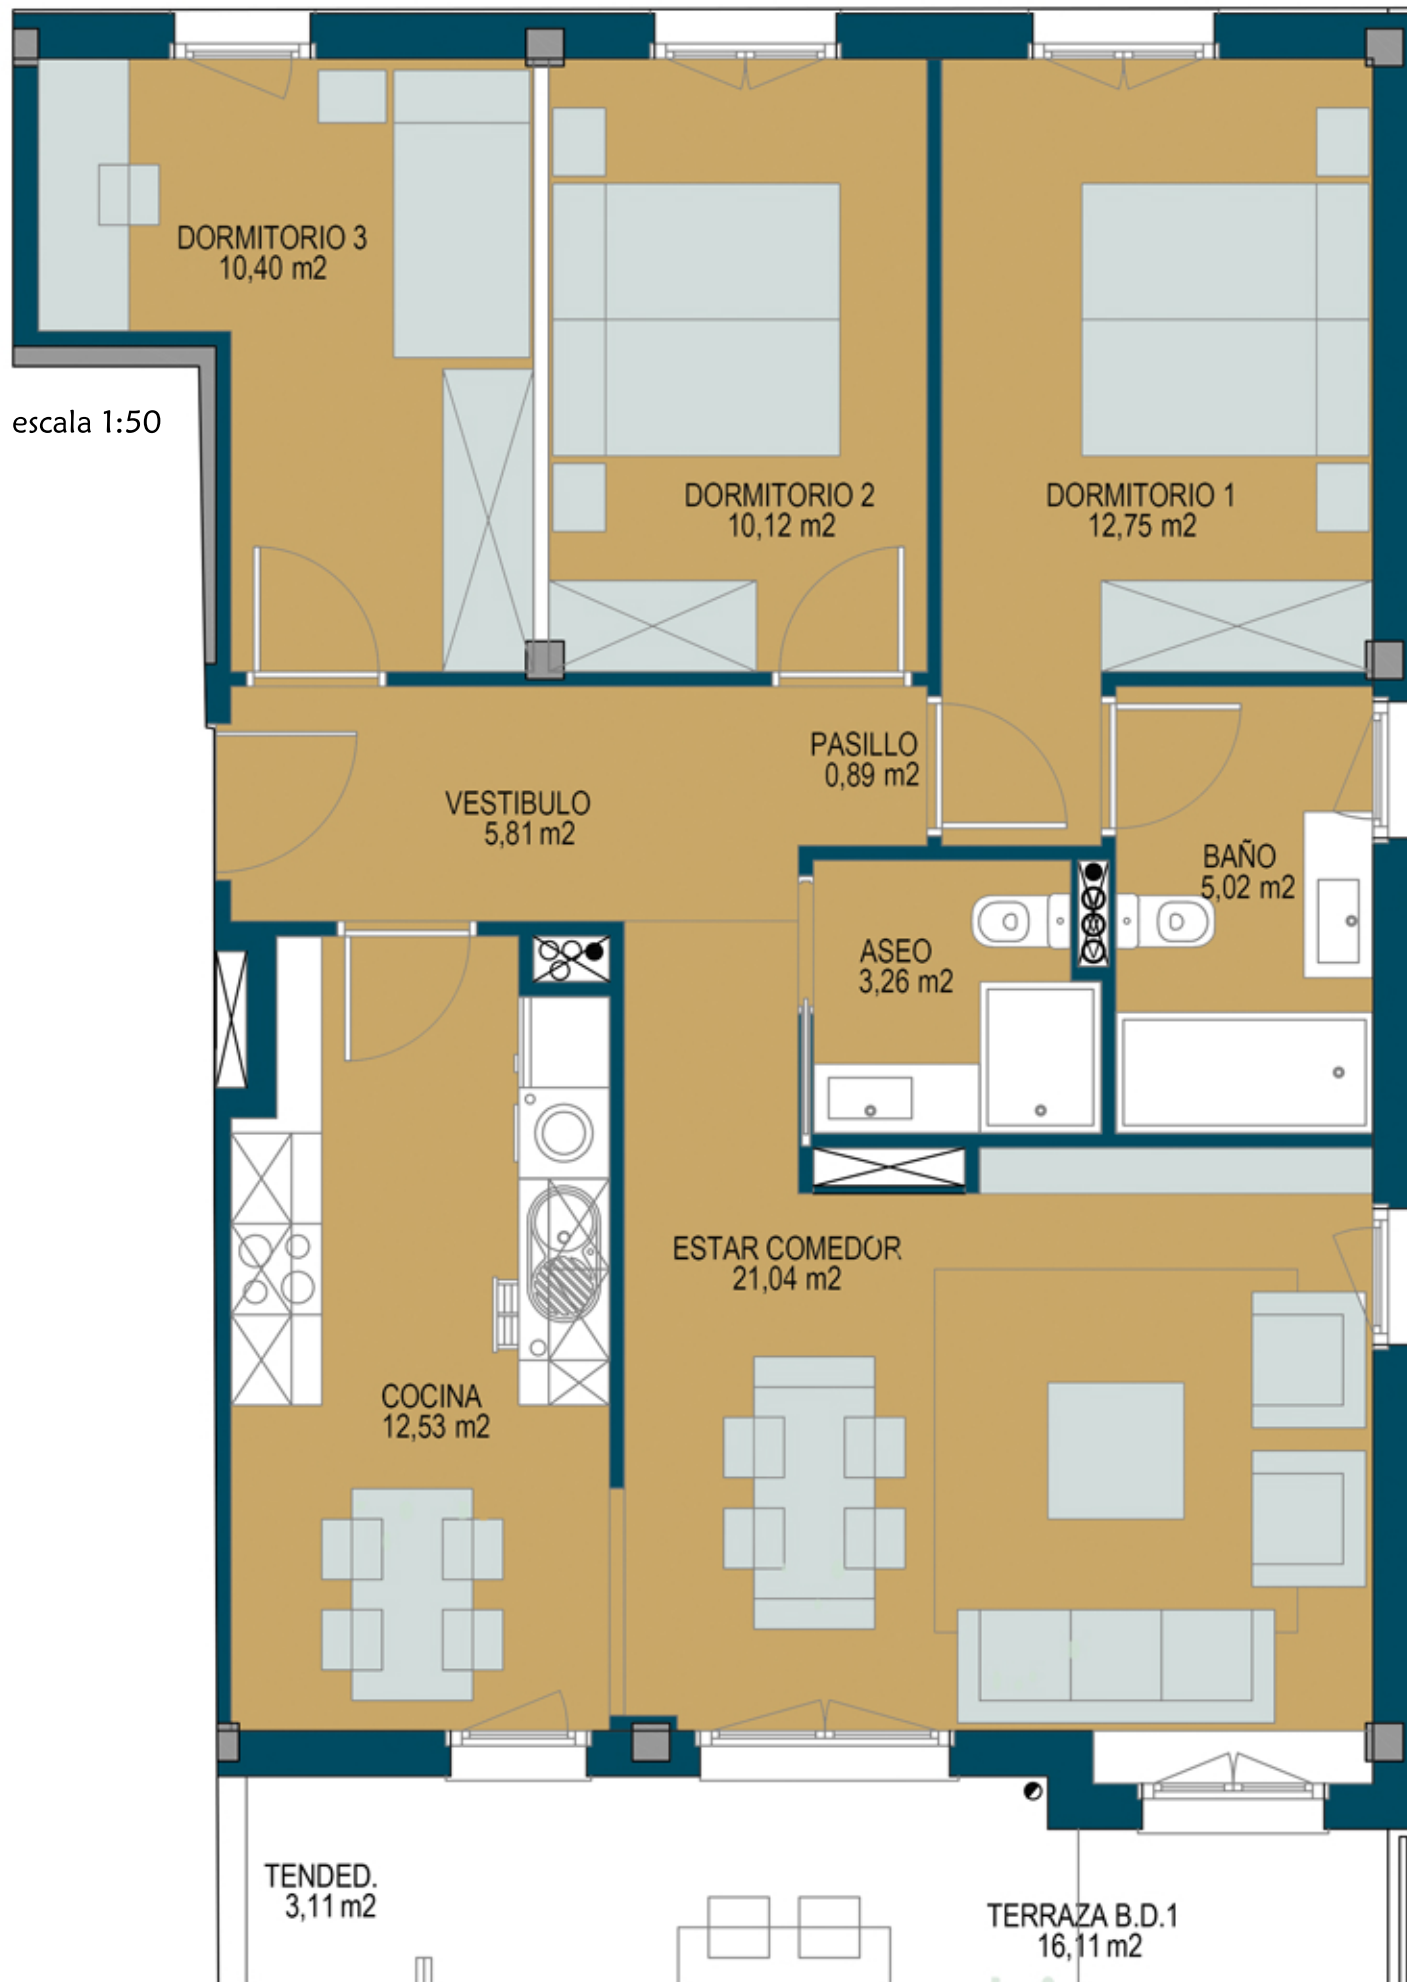 DORMITORIO 3
10,40 m2
escala 1:50
DORMITORIO 2
10,12 m2
DORMITORIO 1
12,75 m2
PASILLO
0,89 m2
VESTIBULO
5,81 m2
BAÑO
5,02 m2
ASEO
3,26 m2
ESTAR COMEDOR
21,04 m2
COCINA
12,53 m2
TENDED.
3,11 m2
TERRAZA B.D.1
16,11 m2